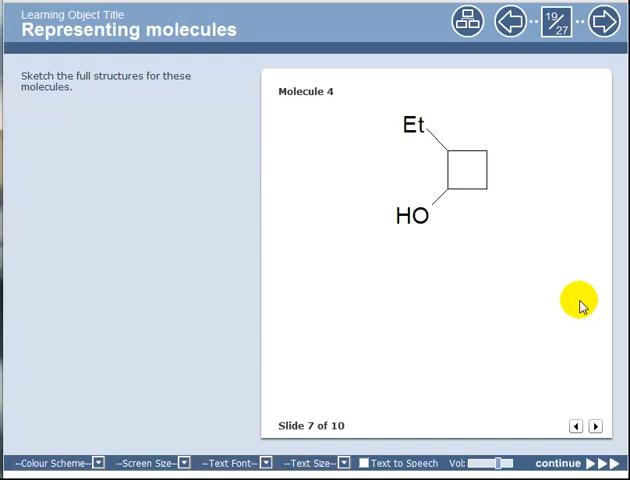 Learning Object Title
Representing molecules
19/27
Sketch the full structures for these
molecules.
Molecule 4
Et
HO
Slide 7 of 10
--Colour Scheme-- --Screen Size-- --Text Font-- --Text Size-- Text to Speech Vol: continue